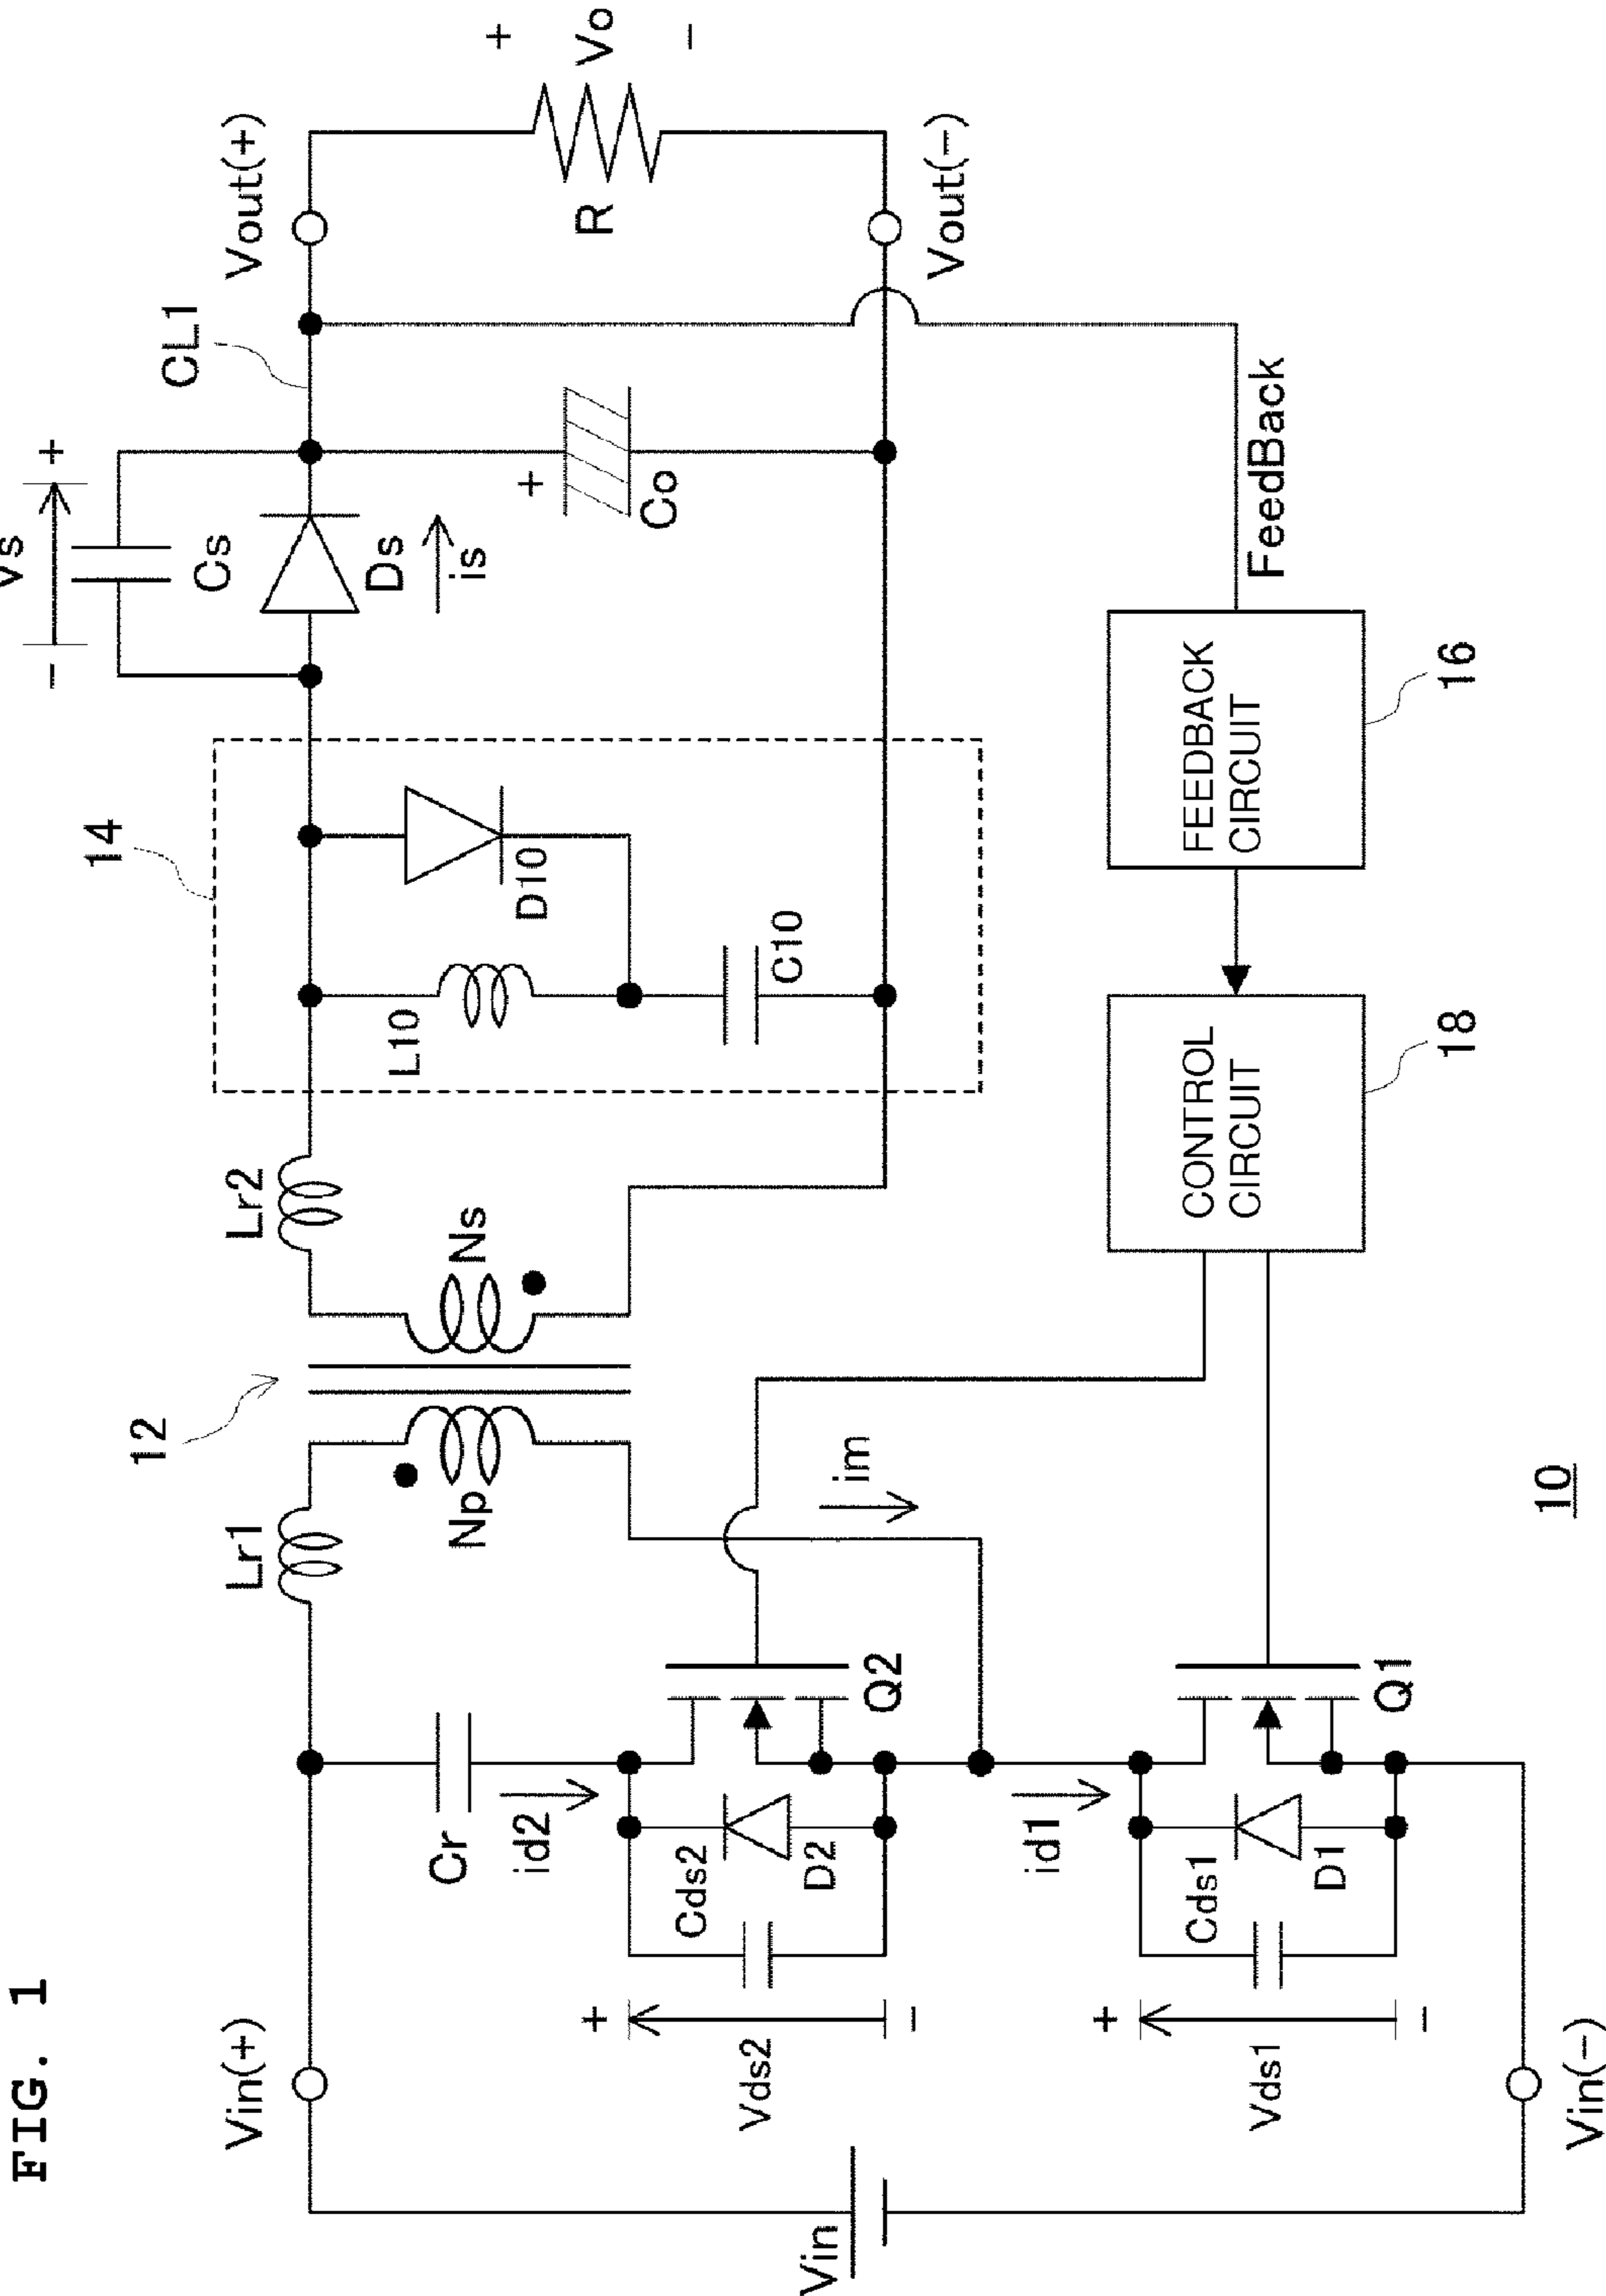 FIG. 1
Vs
-
+
Cs
14
CL1
Vout(+)
12
Vin(+)
Lr1
Lr2
Ds
is
+
Np
Ns
L10
D10
+
Co
R
Vo
-
Cr
id2
C10
+
Vds2
-
Cds2
D2
Q2
im
Vout(-)
Vin
id1
FeedBack
+
Vds1
-
Cds1
D1
Q1
CONTROL
CIRCUIT
FEEDBACK
CIRCUIT
18
16
Vin(-)
10